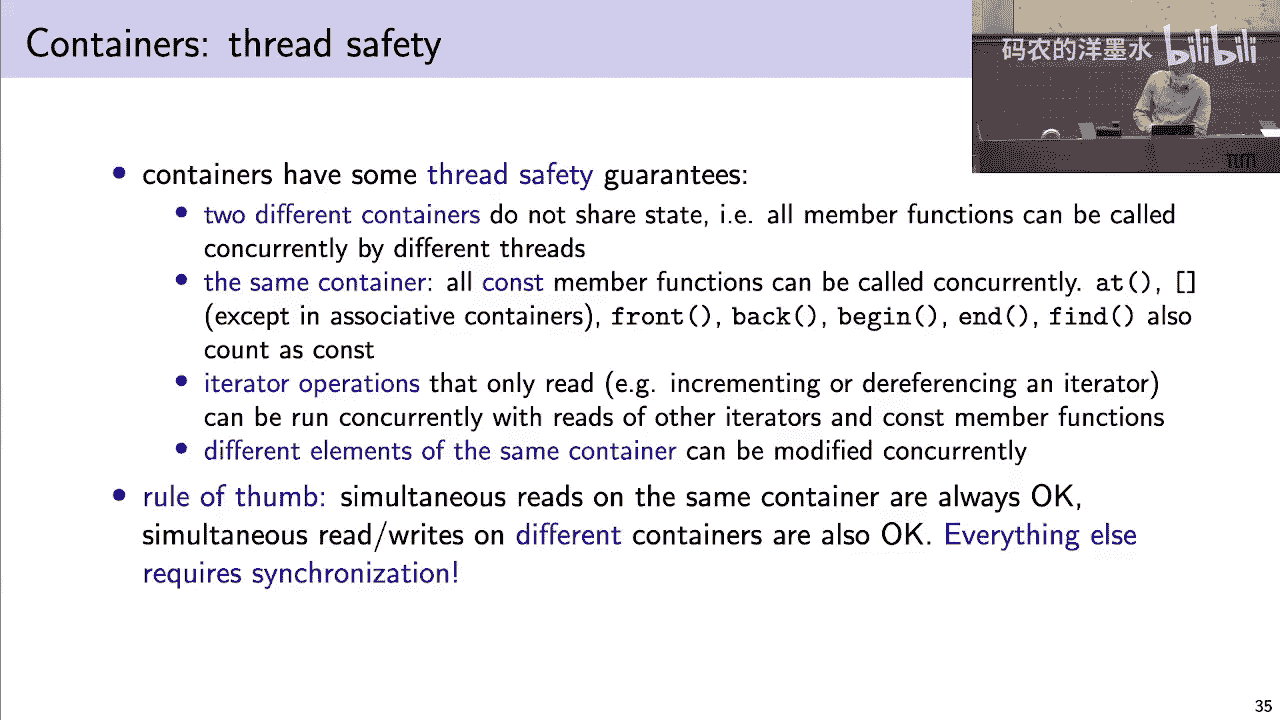 Containers: thread safety
码农的洋墨水 bilibili
TUM
• containers have some thread safety guarantees:
• two different containers do not share state, i.e. all member functions can be called
concurrently by different threads
• the same container: all const member functions can be called concurrently. at(), []
(except in associative containers), front(), back(), begin(), end(), find() also
count as const
• iterator operations that only read (e.g. incrementing or dereferencing an iterator)
can be run concurrently with reads of other iterators and const member functions
• different elements of the same container can be modified concurrently
• rule of thumb: simultaneous reads on the same container are always OK,
simultaneous read/writes on different containers are also OK. Everything else
requires synchronization!
35